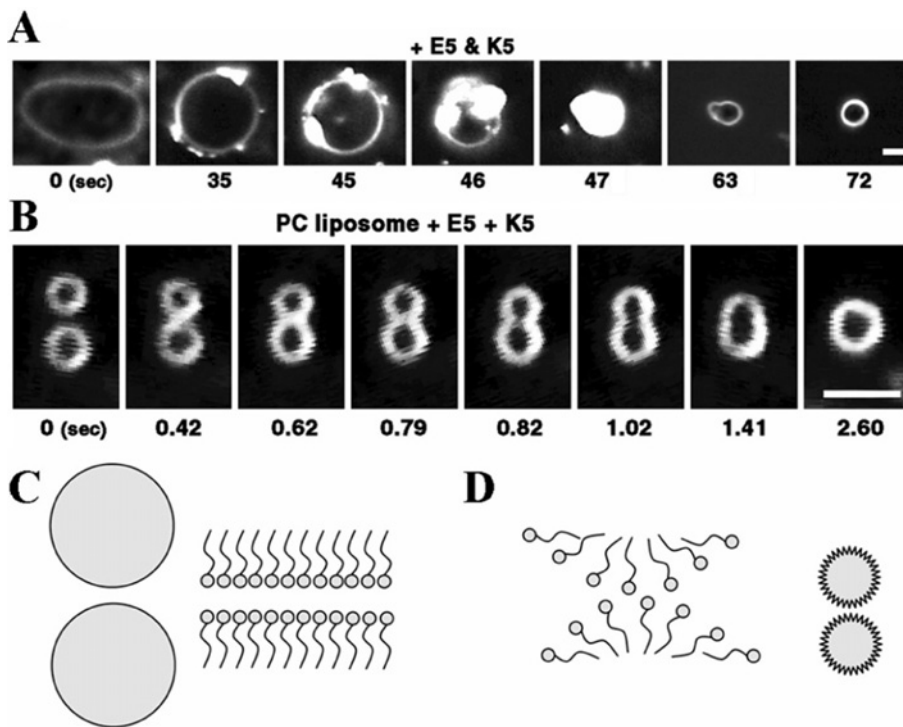 A
+ E5 & K5
0 (sec) 35 45 46 47 63 72
B
PC liposome + E5 + K5
0 (sec) 0.42 0.62 0.79 0.82 1.02 1.41 2.60
C D